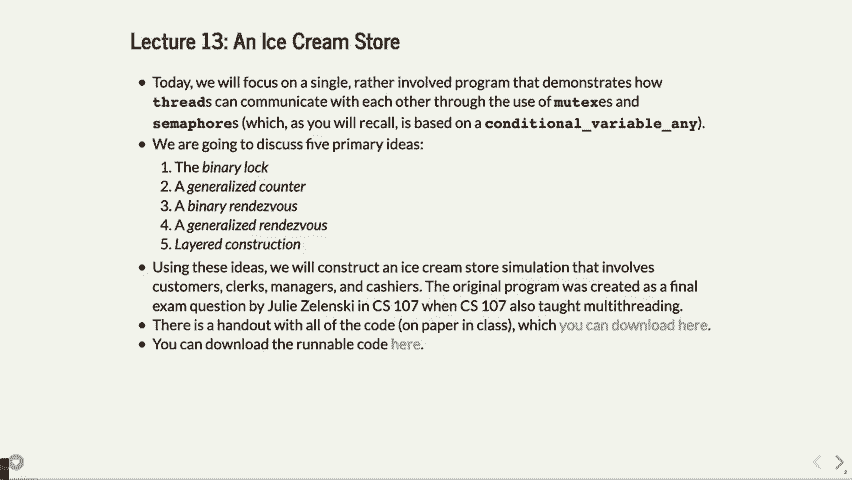 Lecture 13: An Ice Cream Store
• Today, we will focus on a single, rather involved program that demonstrates how
threads can communicate with each other through the use of mutexes and
semaphores (which, as you will recall, is based on a conditional_variable_any).
• We are going to discuss five primary ideas:
1. The binary lock
2. A generalized counter
3. A binary rendezvous
4. A generalized rendezvous
5. Layered construction
• Using these ideas, we will construct an ice cream store simulation that involves
customers, clerks, managers, and cashiers. The original program was created as a final
exam question by Julie Zelenski in CS 107 when CS 107 also taught multithreading.
• There is a handout with all of the code (on paper in class), which you can download here.
• You can download the runnable code here.